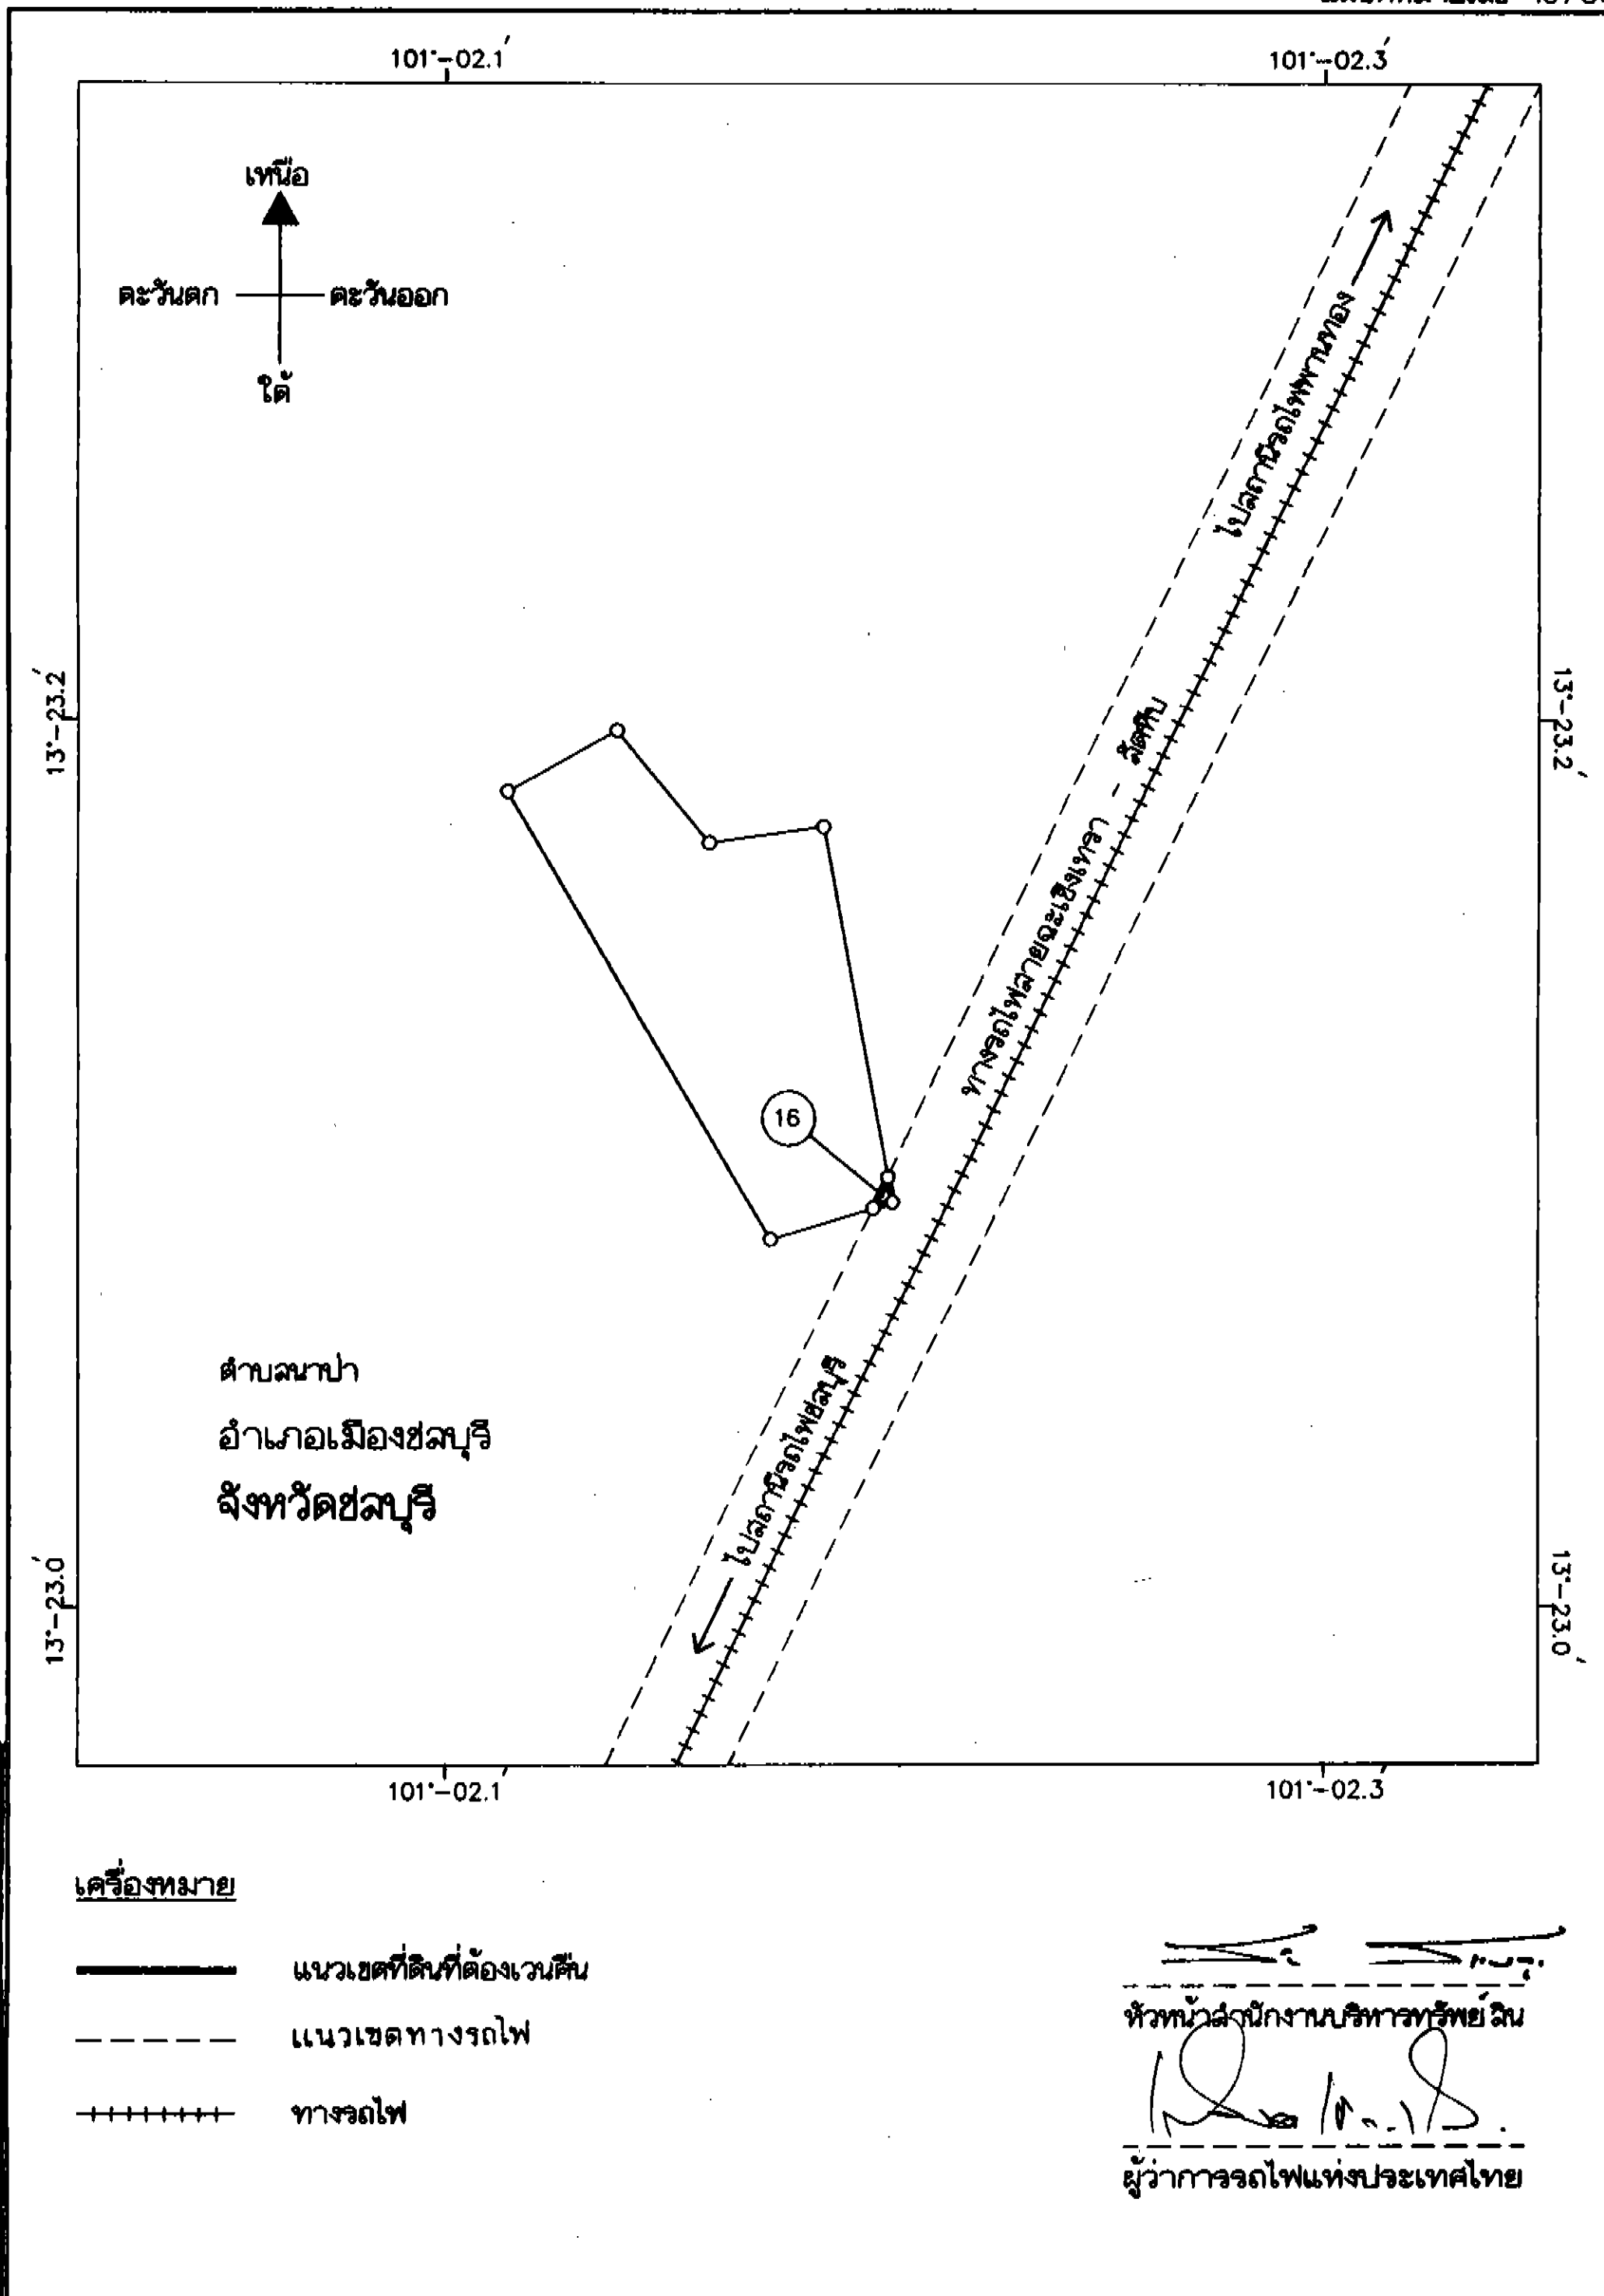 101°-02.1'
101°-02.3'
เหนือ
ตะวันตก
ตะวันออก
ใต้
ไปสถานีรถไฟพานทอง
13°-23.2'
13°-23.2'
ทางรถไฟสายฉะเชิงเทรา - สัตหีบ
16
ไปสถานีรถไฟชลบุรี
ตำบลนาป่า
อำเภอเมืองชลบุรี
จังหวัดชลบุรี
13°-23.0'
13°-23.0'
101°-02.1'
101°-02.3'
เครื่องหมาย
แนวเขตที่ดินที่ต้องเวนคืน
แนวเขตทางรถไฟ
ทางรถไฟ
หัวหน้าสำนักงานบริหารทรัพย์สิน
ผู้ว่าการรถไฟแห่งประเทศไทย